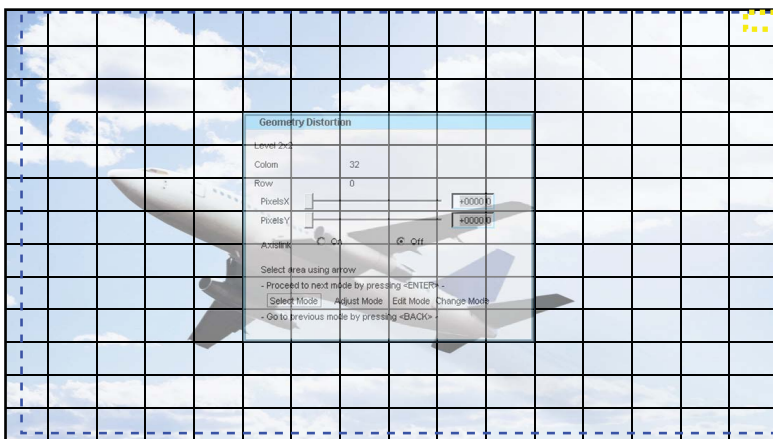 Geometry Distortion
Level 2x2
Colom 32
Row 0
PixelsX +0000.0
PixelsY +0000.0
Axislink On Off
Select area using arrow
- Proceed to next mode by pressing <ENTER> -
Select Mode Adjust Mode Edit Mode Change Mode
- Go to previous mode by pressing <BACK> -